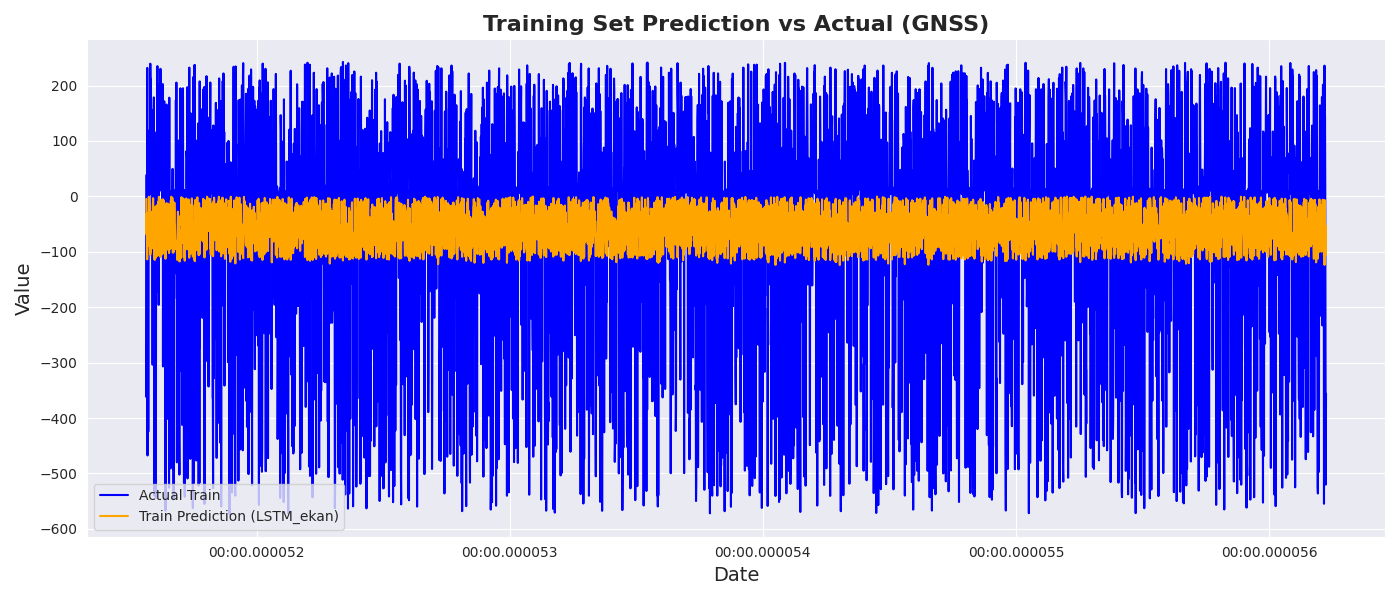 Training Set Prediction vs Actual (GNSS)
Value
200
100
0
−100
−200
−300
−400
−500
−600
Actual Train
Train Prediction (LSTM_ekan)
00:00.000052 00:00.000053 00:00.000054 00:00.000055 00:00.000056
Date